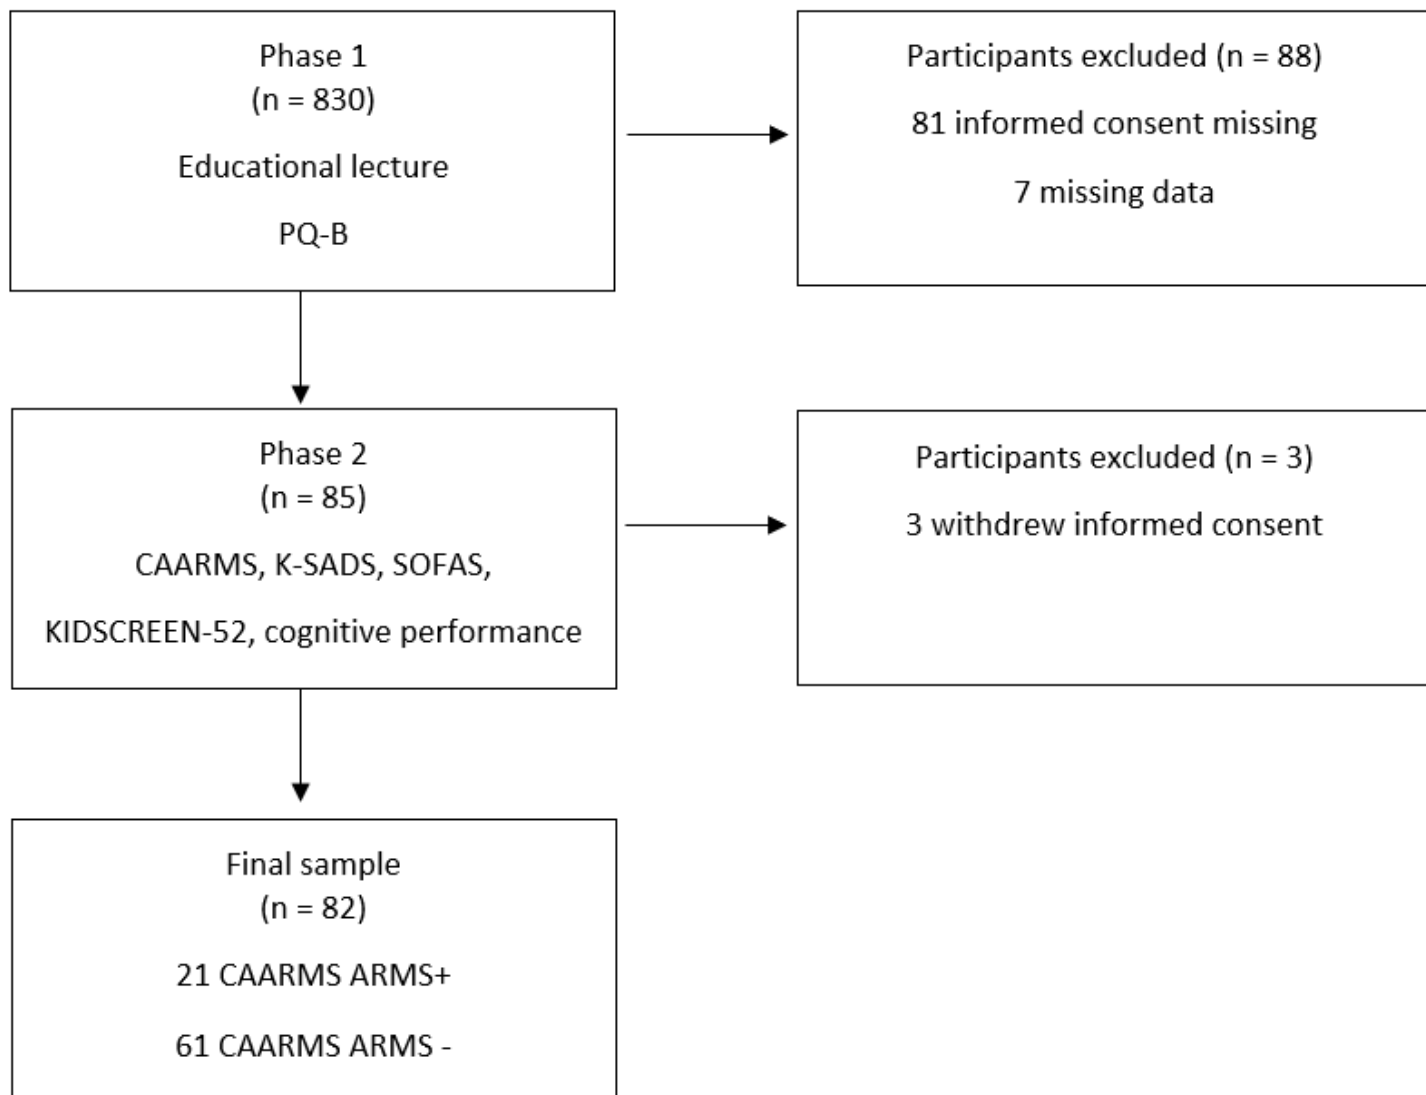 Phase 1
(n = 830)
Educational lecture
PQ-B
Participants excluded (n = 88)
81 informed consent missing
7 missing data
Phase 2
(n = 85)
CAARMS, K-SADS, SOFAS,
KIDSCREEN-52, cognitive performance
Participants excluded (n = 3)
3 withdrew informed consent
Final sample
(n = 82)
21 CAARMS ARMS+
61 CAARMS ARMS -